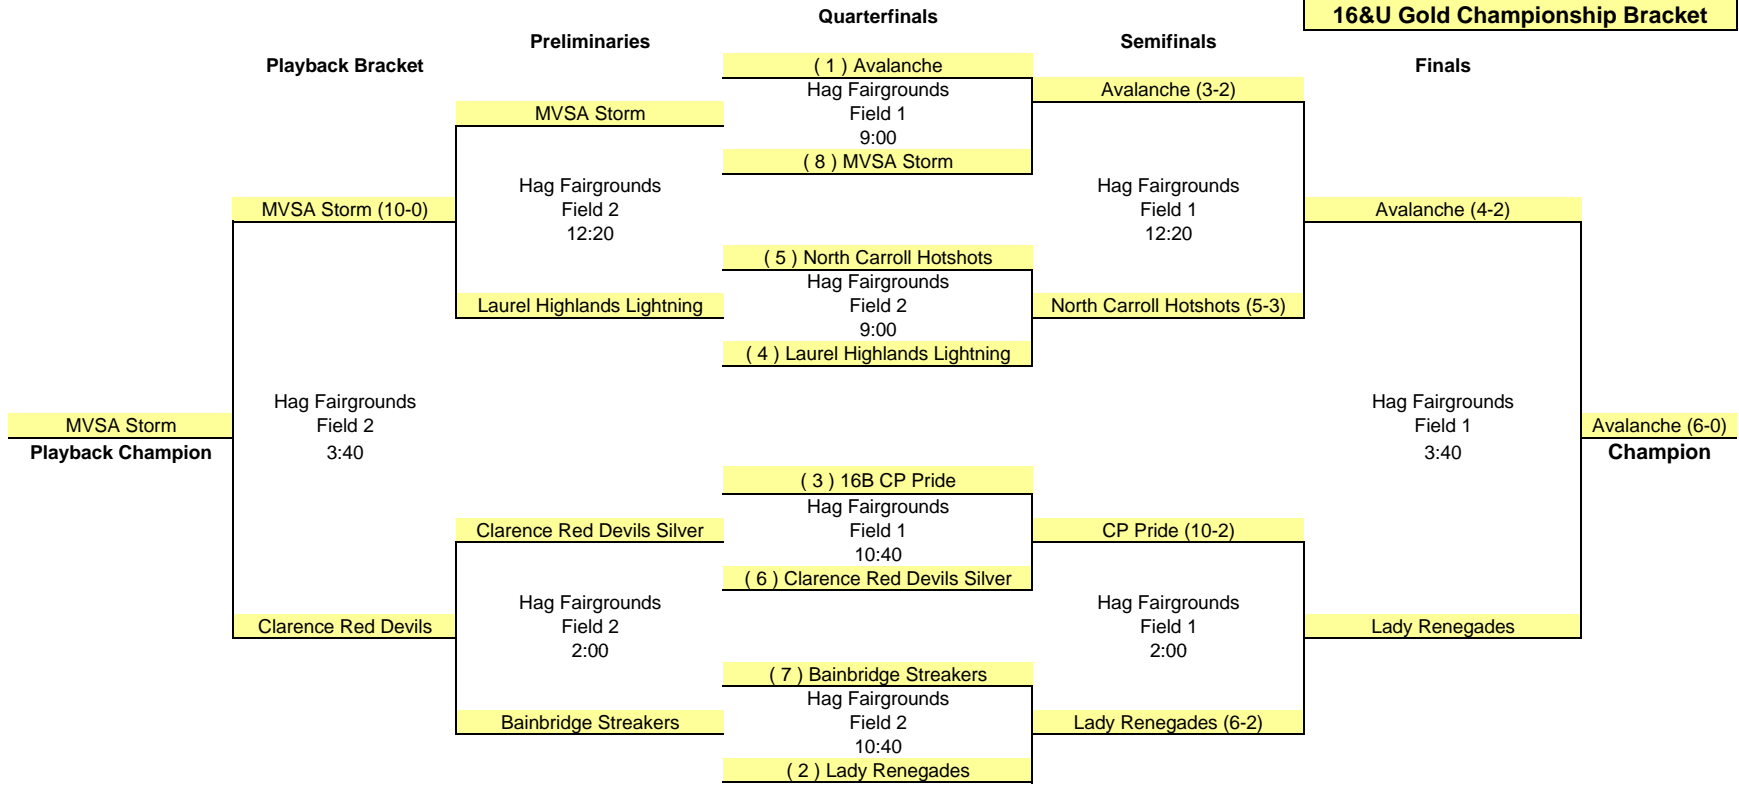 16&U Gold Championship Bracket
Quarterfinals
Preliminaries
Semifinals
Playback Bracket
( 1 ) Avalanche
Finals
Hag Fairgrounds
Avalanche (3-2)
MVSA Storm
Field 1
9:00
( 8 ) MVSA Storm
Hag Fairgrounds
Hag Fairgrounds
MVSA Storm (10-0)
Field 2
Field 1
Avalanche (4-2)
12:20
12:20
( 5 ) North Carroll Hotshots
Hag Fairgrounds
Laurel Highlands Lightning
Field 2
North Carroll Hotshots (5-3)
9:00
( 4 ) Laurel Highlands Lightning
Hag Fairgrounds
Hag Fairgrounds
MVSA Storm
Field 2
Field 1
Avalanche (6-0)
Playback Champion
3:40
3:40
Champion
( 3 ) 16B CP Pride
Hag Fairgrounds
Clarence Red Devils Silver
Field 1
CP Pride (10-2)
10:40
( 6 ) Clarence Red Devils Silver
Hag Fairgrounds
Hag Fairgrounds
Clarence Red Devils
Field 2
Field 1
Lady Renegades
2:00
2:00
( 7 ) Bainbridge Streakers
Hag Fairgrounds
Bainbridge Streakers
Field 2
Lady Renegades (6-2)
10:40
( 2 ) Lady Renegades